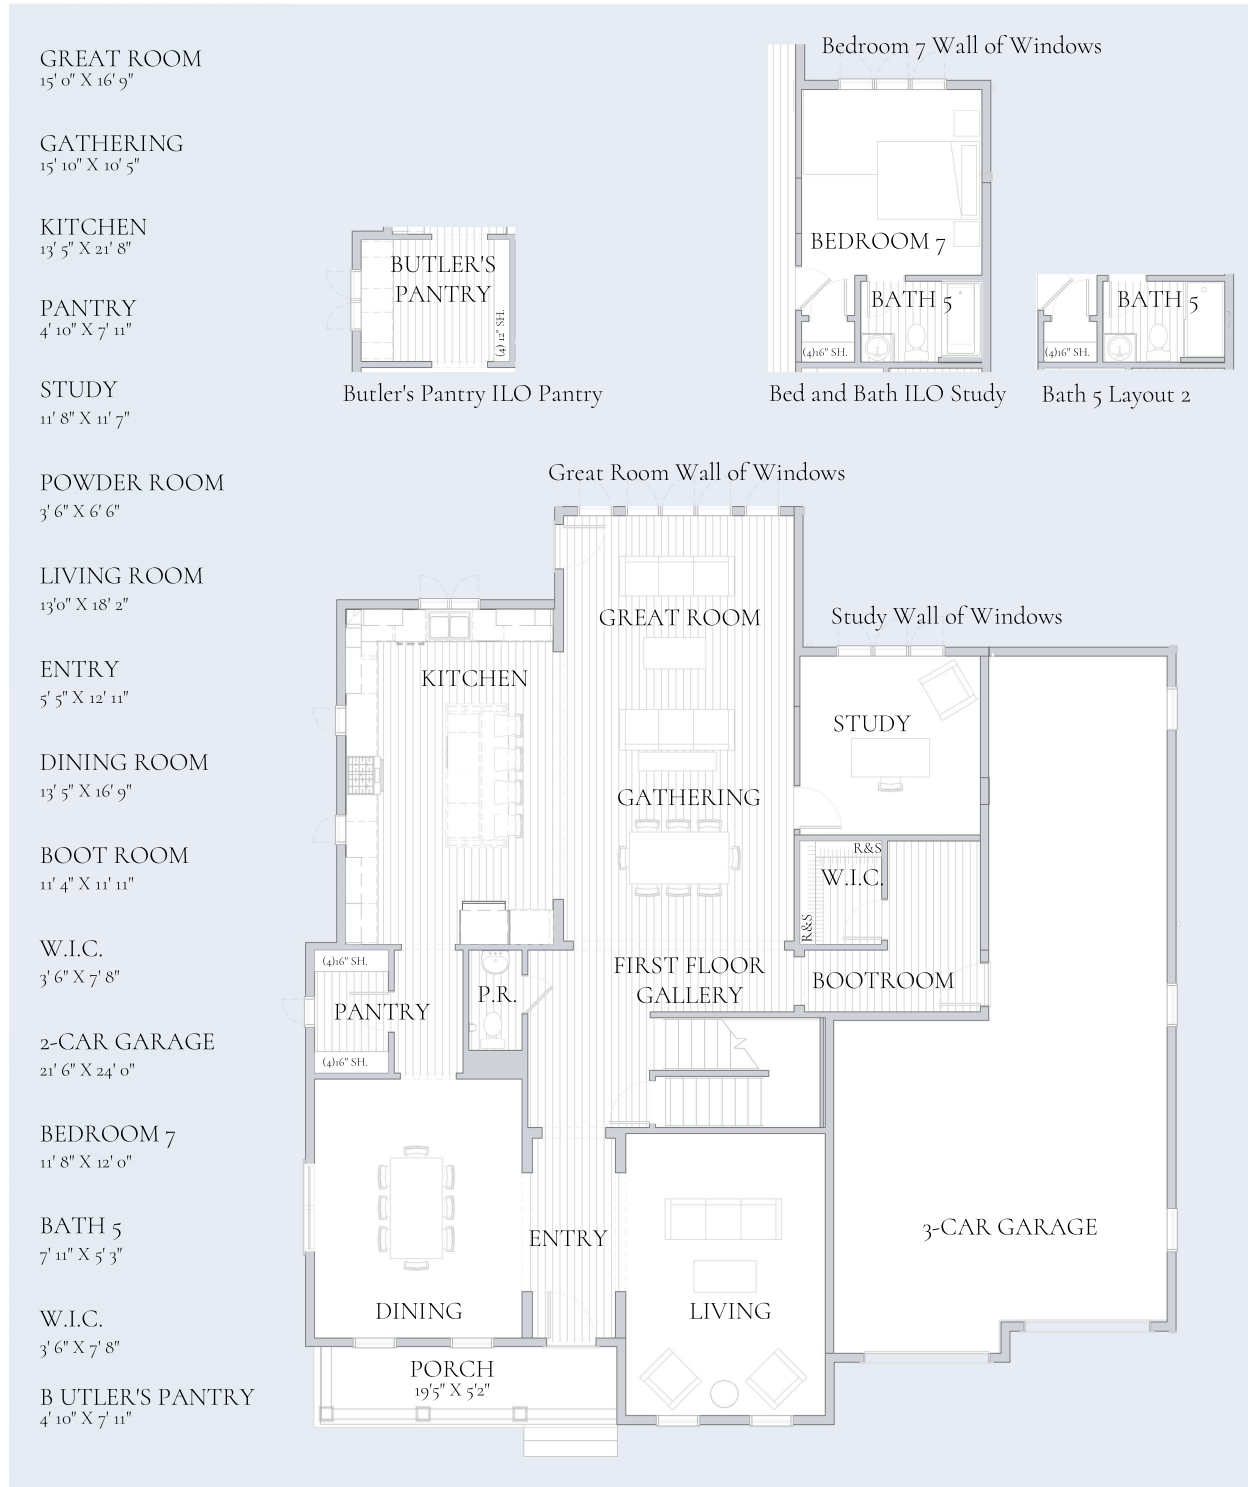 GREAT ROOM
15' 0" X 16' 9"
GATHERING
15' 10" X 10' 5"
KITCHEN
13' 5" X 21' 8"
PANTRY
4' 10" X 7' 11"
STUDY
11' 8" X 11' 7"
POWDER ROOM
3' 6" X 6' 6"
LIVING ROOM
13'0" X 18' 2"
ENTRY
5' 5" X 12' 11"
DINING ROOM
13' 5" X 16' 9"
BOOT ROOM
11' 4" X 11' 11"
W.I.C.
3' 6" X 7' 8"
2-CAR GARAGE
21' 6" X 24' 0"
BEDROOM 7
11' 8" X 12' 0"
BATH 5
7' 11" X 5' 3"
W.I.C.
3' 6" X 7' 8"
B UTLER'S PANTRY
4' 10" X 7' 11"
BUTLER'S
PANTRY
(4) 12" SH.
Butler's Pantry ILO Pantry
Bedroom 7 Wall of Windows
BEDROOM 7
BATH 5
(4)16" SH.
Bed and Bath ILO Study
BATH 5
(4)16" SH.
Bath 5 Layout 2
Great Room Wall of Windows
GREAT ROOM
Study Wall of Windows
KITCHEN
STUDY
GATHERING
R&S
W.I.C.
R&S
(4)16" SH.
FIRST FLOOR
GALLERY
BOOTROOM
P.R.
PANTRY
(4)16" SH.
3-CAR GARAGE
ENTRY
DINING
LIVING
PORCH
19'5" X 5'2"